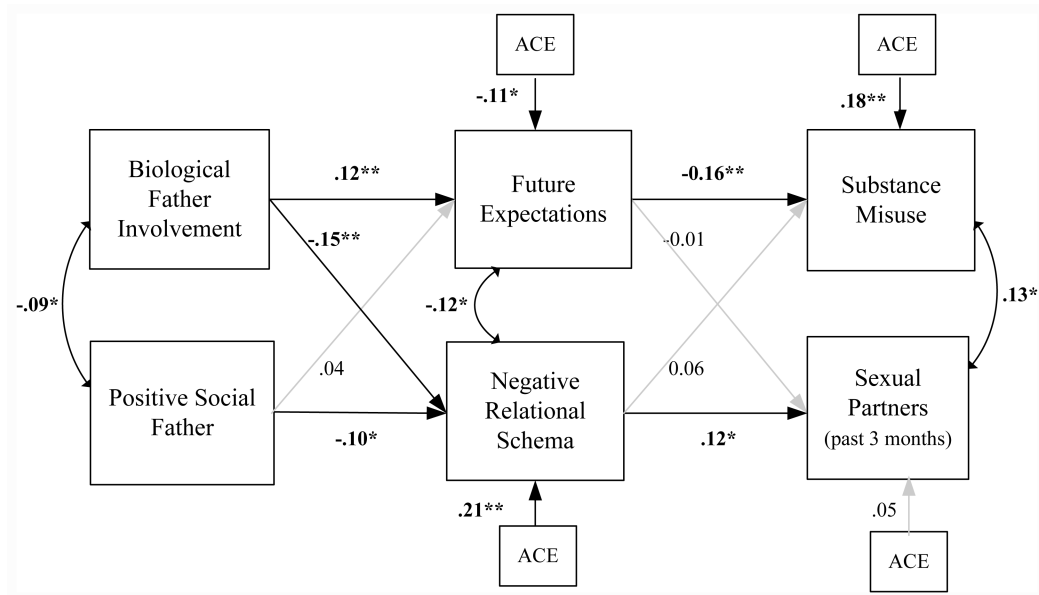 ACE
ACE
-.11*
.18**
Biological
Father
Involvement
.12**
Future
Expectations
-0.16**
Substance
Misuse
-.15**
-0.01
-.09*
-.12*
.13*
Positive Social
Father
.04
-.10*
Negative
Relational
Schema
0.06
.12*
Sexual
Partners
(past 3 months)
.21**
.05
ACE
ACE